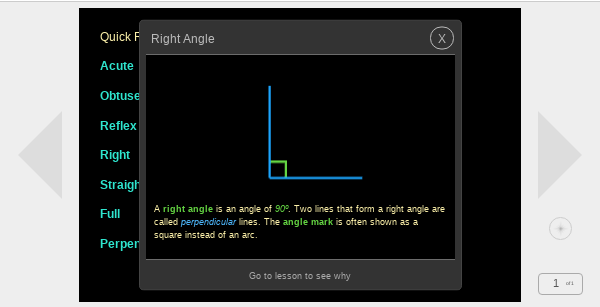 Quick
Right Angle
X
Acute
Obtuse
Reflex
Right
Straigh
Full
Perpen
A right angle is an angle of 90º. Two lines that form a right angle are
called perpendicular lines. The angle mark is often shown as a
square instead of an arc.
Go to lesson to see why
1 of 1